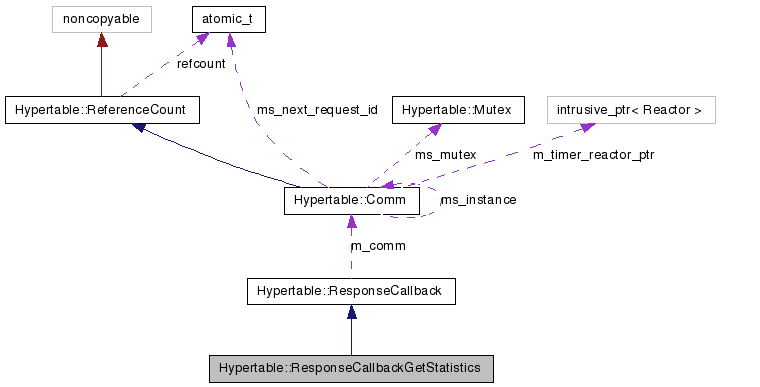 noncopyable
atomic_t
refcount
Hypertable::ReferenceCount
ms_next_request_id
Hypertable::Mutex
intrusive_ptr< Reactor >
ms_mutex
m_timer_reactor_ptr
Hypertable::Comm
ms_instance
m_comm
Hypertable::ResponseCallback
Hypertable::ResponseCallbackGetStatistics